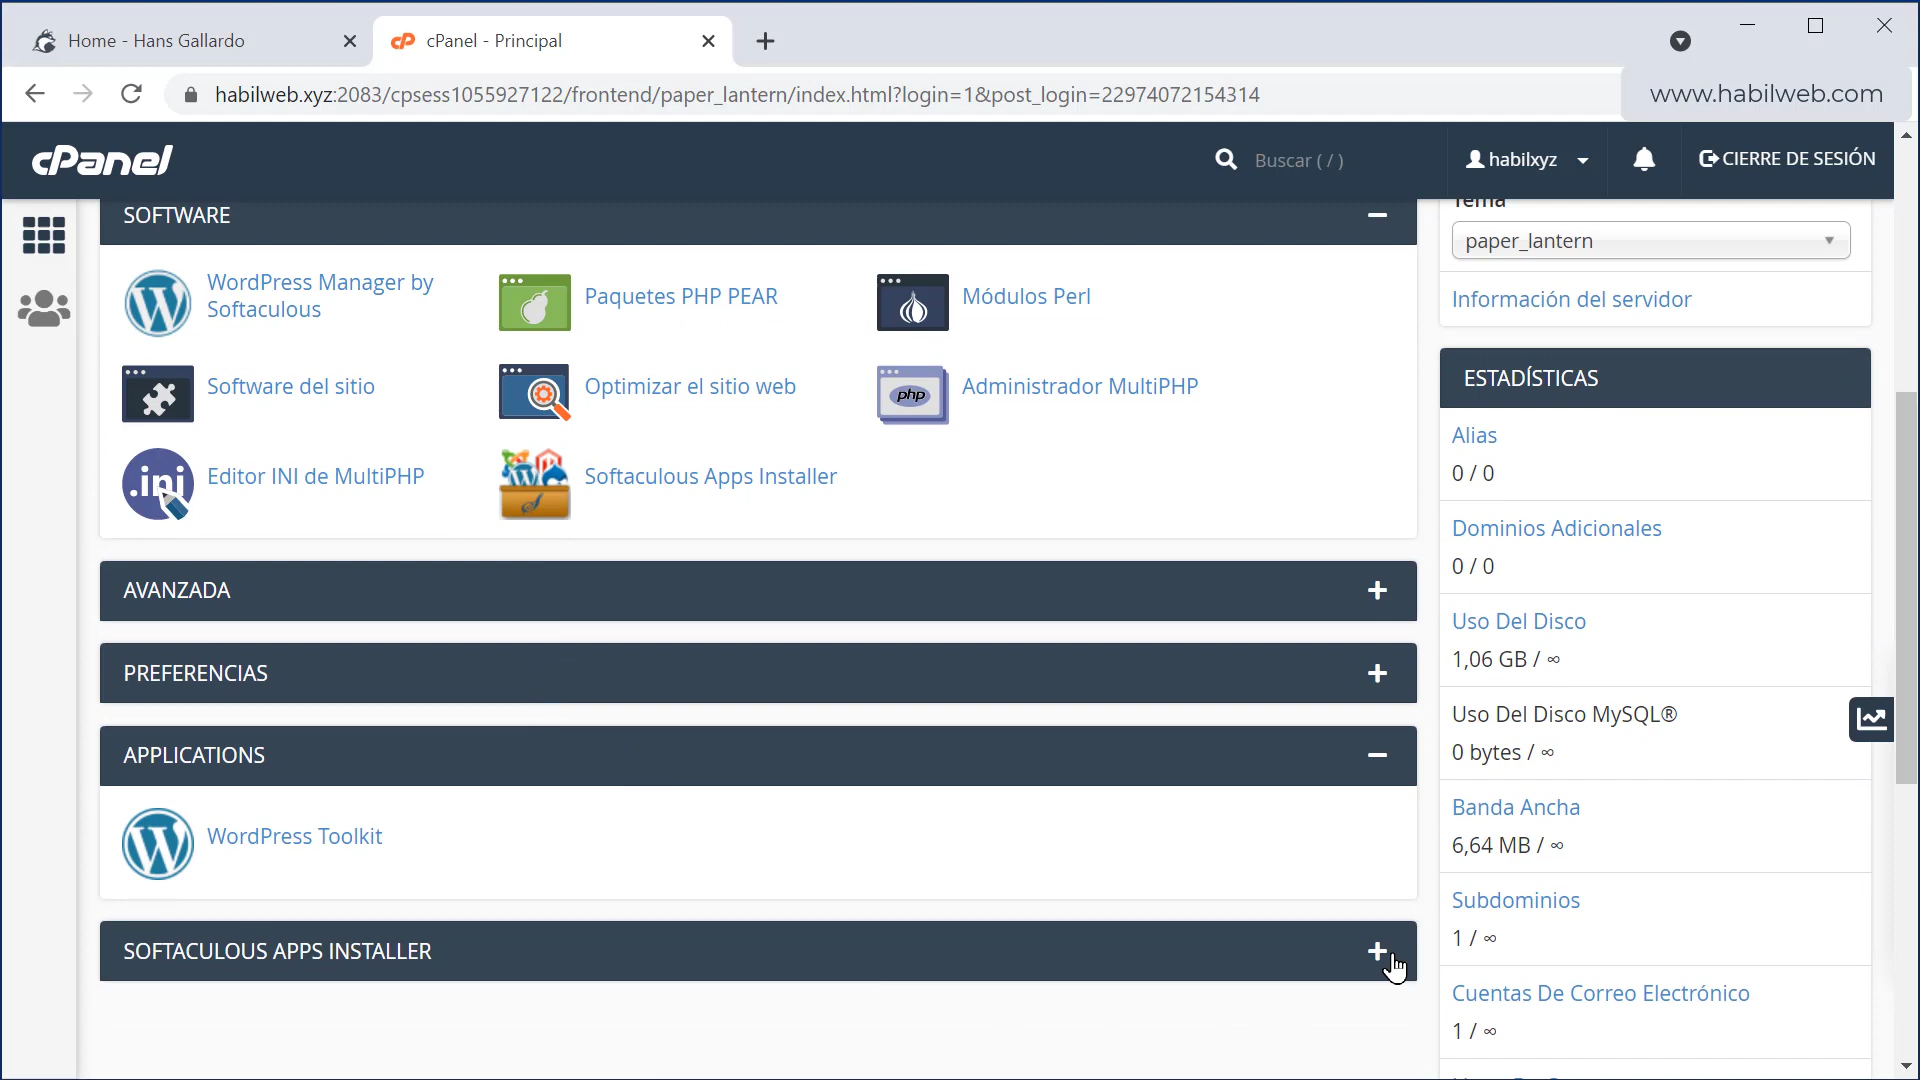 Home - Hans Gallardo
cPanel - Principal
habilweb.xyz:2083/cpsess1055927122/frontend/paper_lantern/index.html?login=1&post_login=22974072154314
www.habilweb.com
cPanel
Buscar ( / )
habilxyz
CIERRE DE SESIÓN
SOFTWARE
WordPress Manager by
Softaculous
Paquetes PHP PEAR
Módulos Perl
Software del sitio
Optimizar el sitio web
php
Administrador MultiPHP
.ini
Editor INI de MultiPHP
Softaculous Apps Installer
AVANZADA
PREFERENCIAS
APPLICATIONS
WordPress Toolkit
SOFTACULOUS APPS INSTALLER
Tema
paper_lantern
Información del servidor
ESTADÍSTICAS
Alias
0 / 0
Dominios Adicionales
0 / 0
Uso Del Disco
1,06 GB / ∞
Uso Del Disco MySQL®
0 bytes / ∞
Banda Ancha
6,64 MB / ∞
Subdominios
1 / ∞
Cuentas De Correo Electrónico
1 / ∞